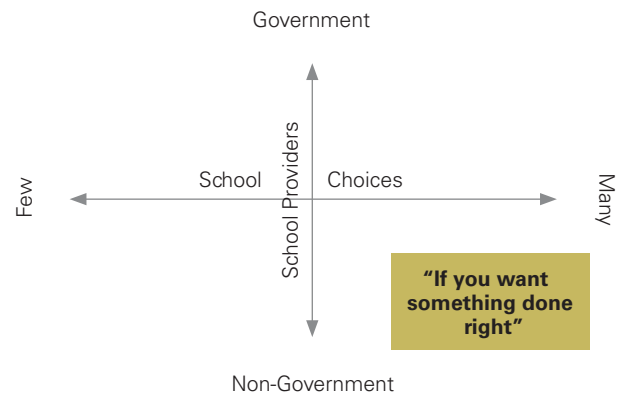 Government
School Providers
School Choices
Few
Many
“If you want
something done
right”
Non-Government